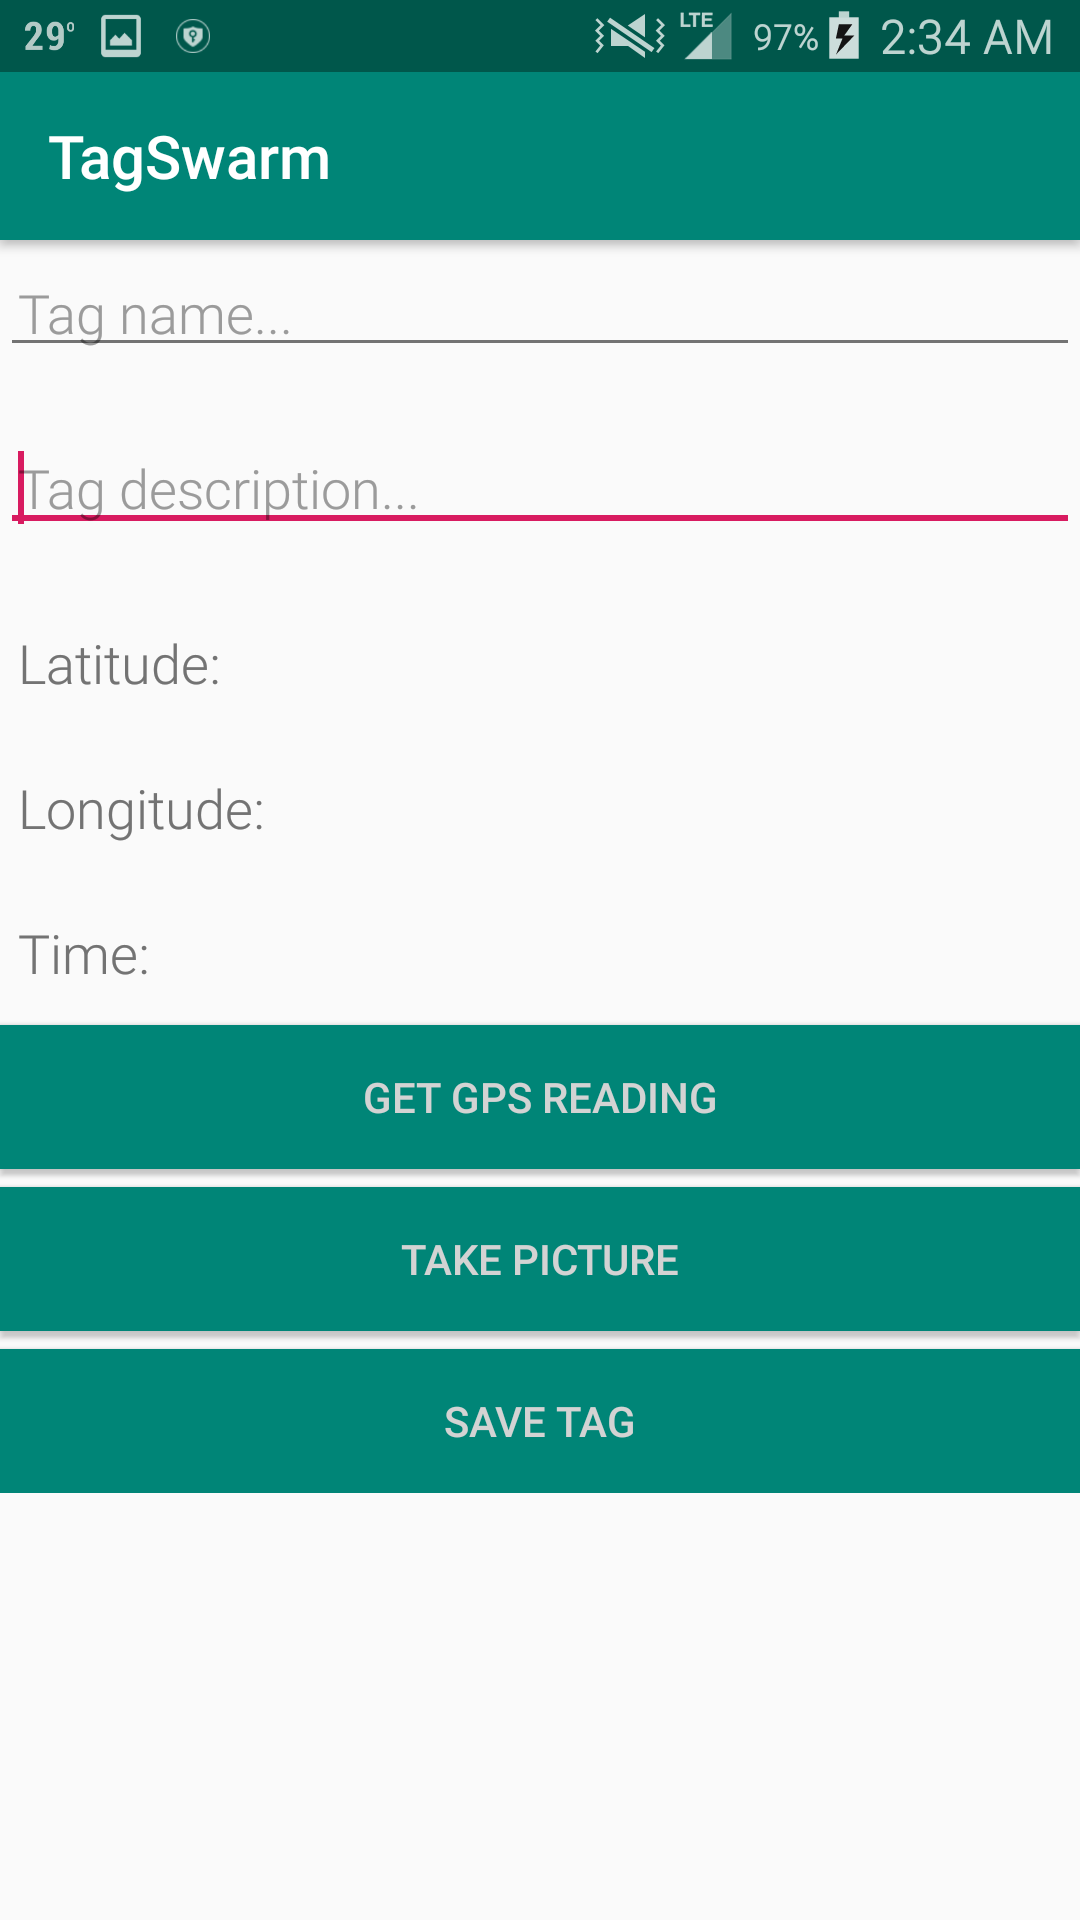 29° LTE 97% 2:34 AM
TagSwarm
Tag name...
Tag description...
Latitude:
Longitude:
Time:
GET GPS READING
TAKE PICTURE
SAVE TAG